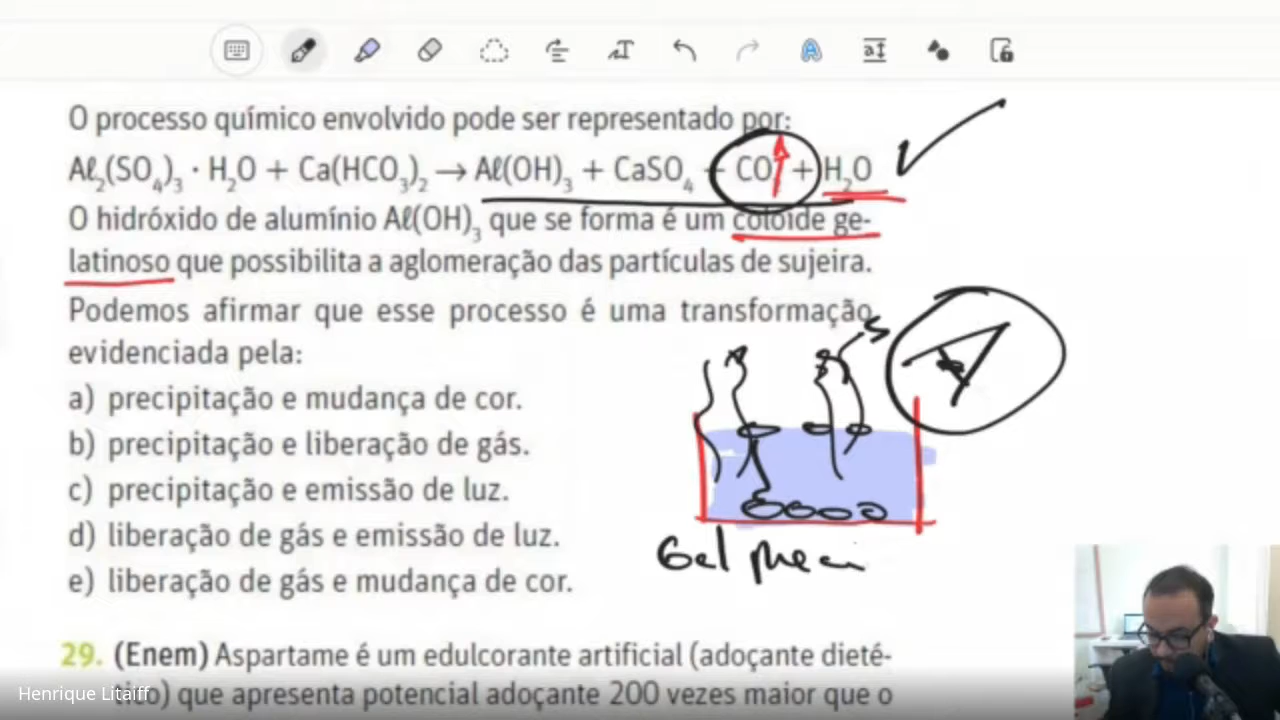 O processo químico envolvido pode ser representado por:
Aℓ₂(SO₄)₃ · H₂O + Ca(HCO₃)₂ → Aℓ(OH)₃ + CaSO₄ + CO₂ + H₂O
O hidróxido de alumínio Aℓ(OH)₃ que se forma é um coloide ge-
latinoso que possibilita a aglomeração das partículas de sujeira.
Podemos afirmar que esse processo é uma transformação
evidenciada pela:
a) precipitação e mudança de cor.
b) precipitação e liberação de gás.
c) precipitação e emissão de luz.
d) liberação de gás e emissão de luz.
e) liberação de gás e mudança de cor.
Gel preci
29. (Enem) Aspartame é um edulcorante artificial (adoçante dieté-
tico) que apresenta potencial adoçante 200 vezes maior que o
Henrique Litaiff